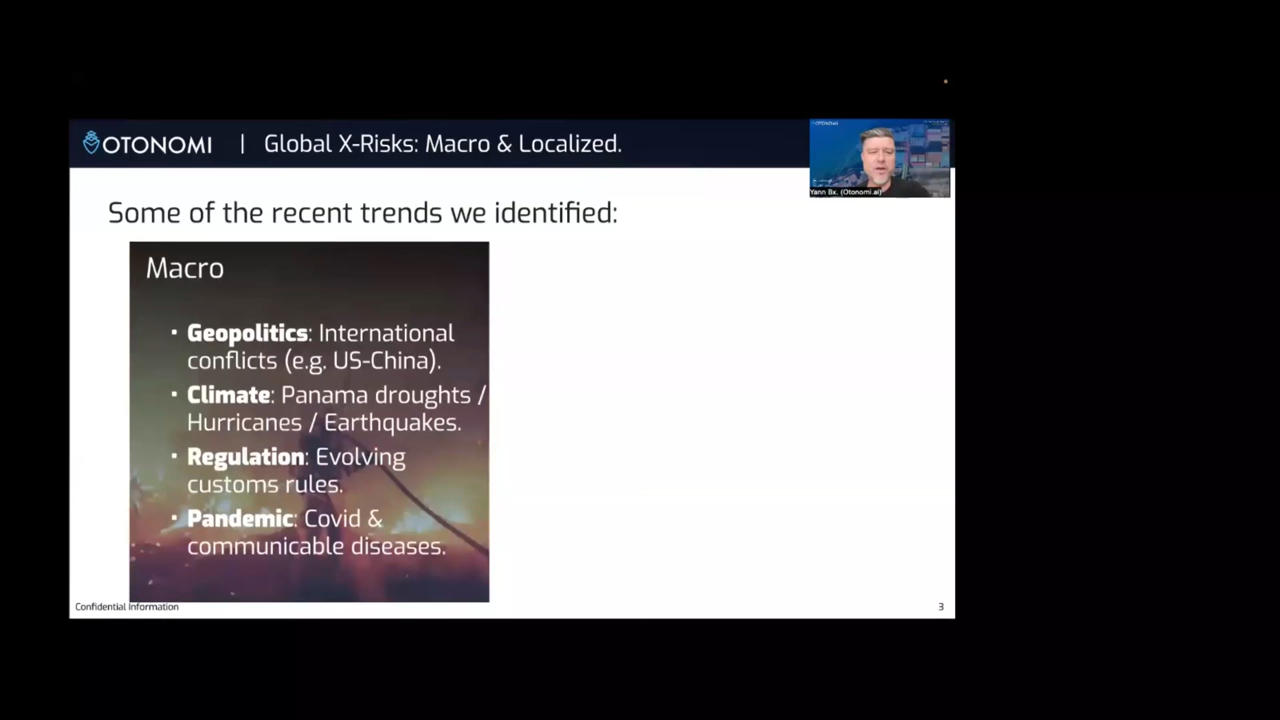 OTONOMI | Global X-Risks: Macro & Localized.
OTONOMI
Yann Bx. (Otonomi.ai)
Some of the recent trends we identified:
Macro
▪ Geopolitics: International
conflicts (e.g. US-China).
▪ Climate: Panama droughts /
Hurricanes / Earthquakes.
▪ Regulation: Evolving
customs rules.
▪ Pandemic: Covid &
communicable diseases.
Confidential Information
3